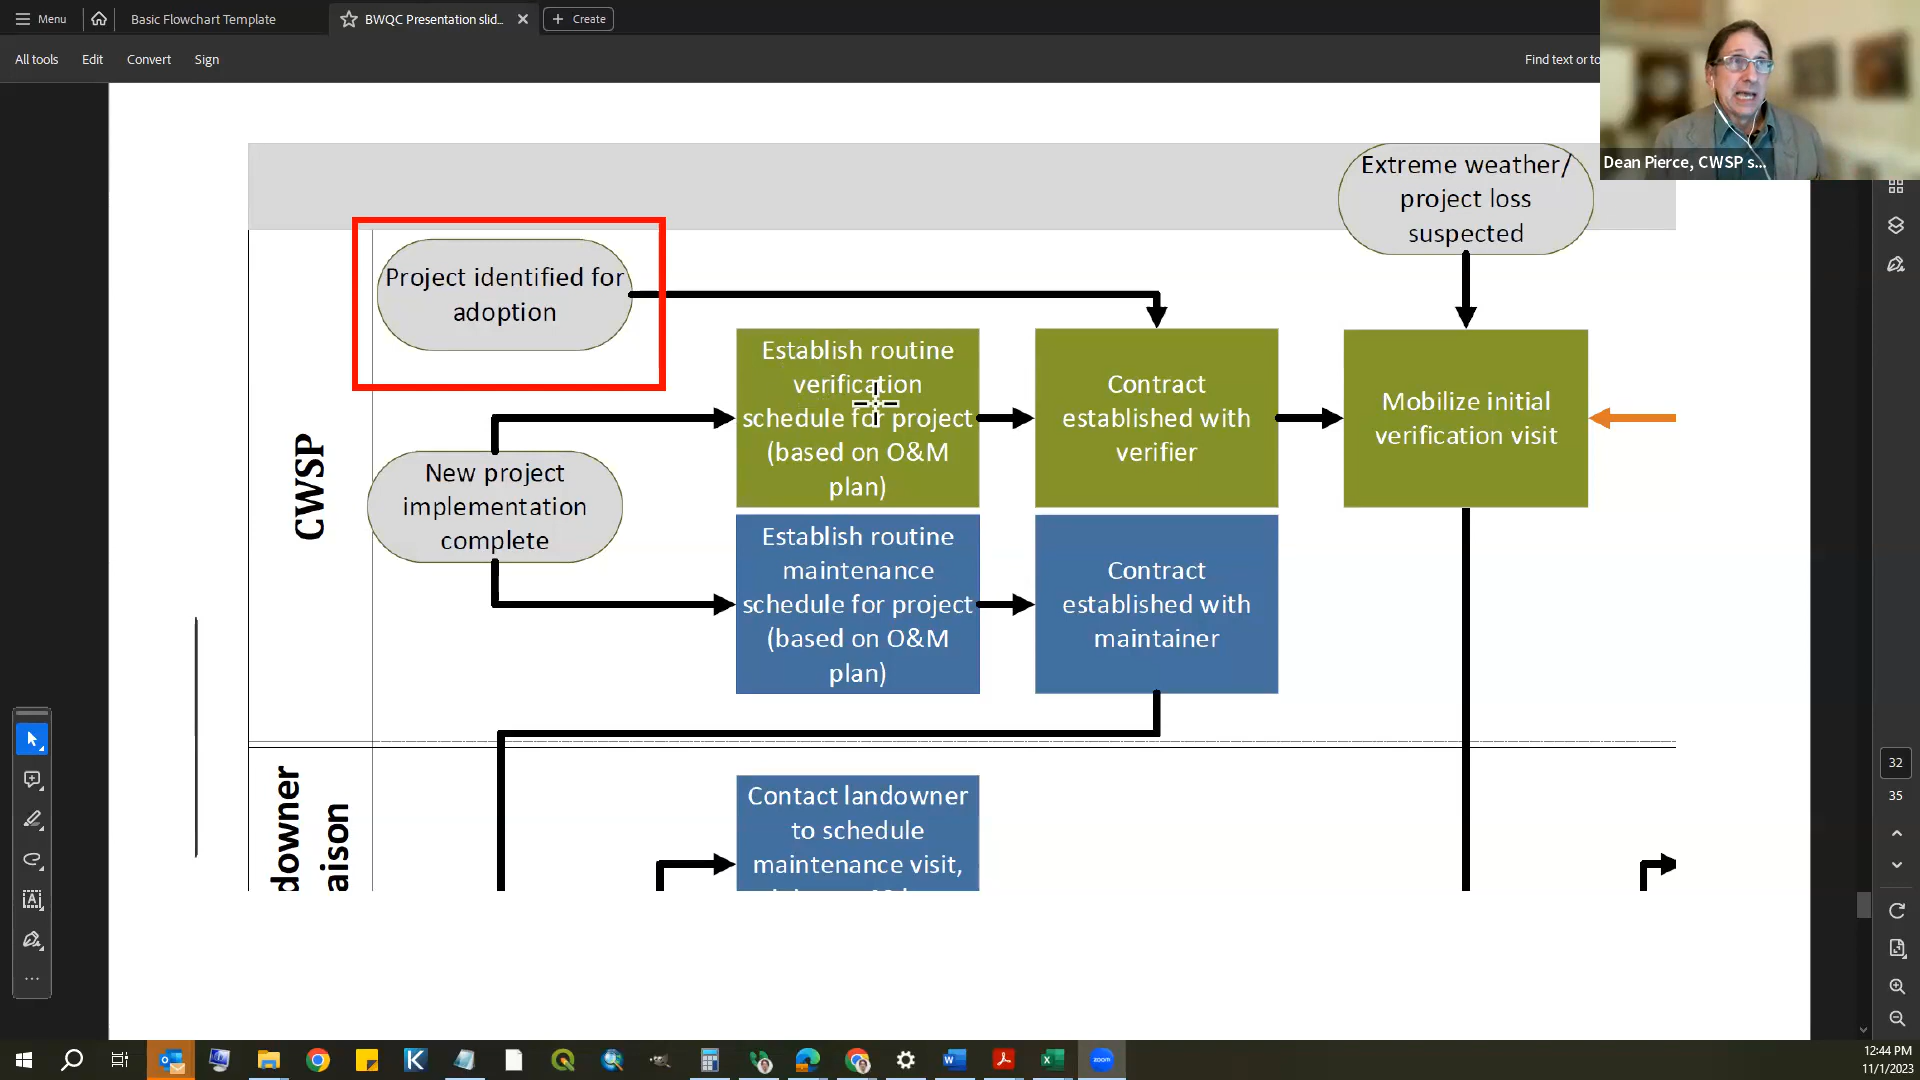 Menu
Basic Flowchart Template
BWQC Presentation slid...
Create
All tools
Edit
Convert
Sign
Find text or to
Dean Pierce, CWSP s...
Extreme weather/
project loss
suspected
Project identified for
adoption
Establish routine
verification
schedule for project
(based on O&M
plan)
Contract
established with
verifier
Mobilize initial
verification visit
CWSP
New project
implementation
complete
Establish routine
maintenance
schedule for project
(based on O&M
plan)
Contract
established with
maintainer
downer
aison
Contact landowner
to schedule
maintenance visit,
32
35
12:44 PM
11/1/2023